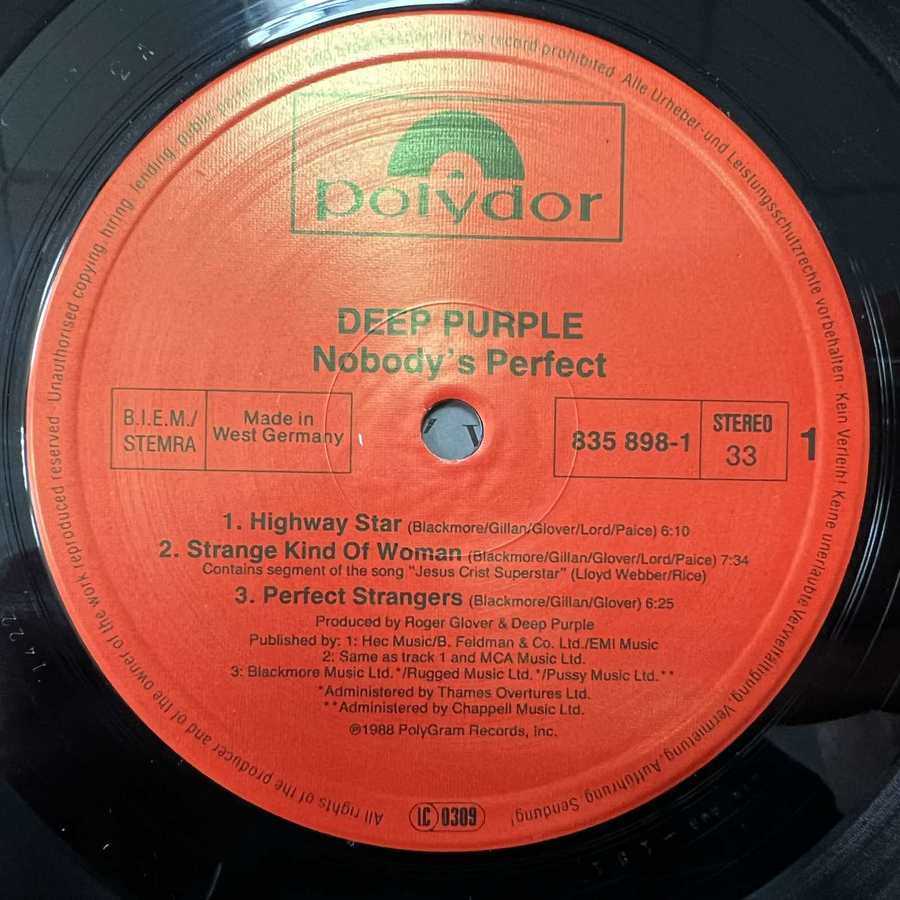 polydor
DEEP PURPLE
Nobody's Perfect
B.I.E.M./
STEMRA
Made in
West Germany
835 898-1
STEREO
33
1
1. Highway Star (Blackmore/Gillan/Glover/Lord/Paice) 6:10
2. Strange Kind Of Woman (Blackmore/Gillan/Glover/Lord/Paice) 7:34
Contains segment of the song "Jesus Crist Superstar" (Lloyd Webber/Rice)
3. Perfect Strangers (Blackmore/Gillan/Glover) 6:25
Produced by Roger Glover & Deep Purple
Published by: 1: Hec Music/B. Feldman & Co. Ltd./EMI Music
2: Same as track 1 and MCA Music Ltd.
3: Blackmore Music Ltd.*/Rugged Music Ltd.*/Pussy Music Ltd.**
*Administered by Thames Overtures Ltd.
**Administered by Chappell Music Ltd.
℗1988 PolyGram Records, Inc.
LC 0309
All rights of the producer and of the owner of the work reproduced reserved · Unauthorised copying, hiring, lending, public performance and broadcasting of this record prohibited · Alle Urheber- und Leistungsschutzrechte vorbehalten · Kein Verleih! Keine unerlaubte Vervielfältigung, Vermietung, Aufführung, Sendung!
1422